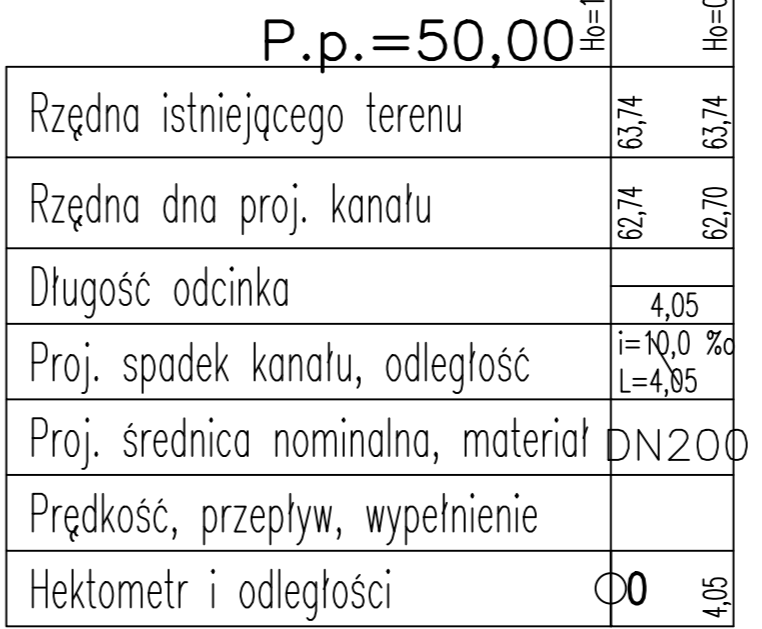 P.p.=50,00
Rzędna istniejącego terenu 63,74 63,74
Rzędna dna proj. kanału 62,74 62,70
Długość odcinka 4,05
Proj. spadek kanału, odległość i=10,0 ‰
L=4,05
Proj. średnica nominalna, materiał DN200
Prędkość, przepływ, wypełnienie
Hektometr i odległości 0 4,05